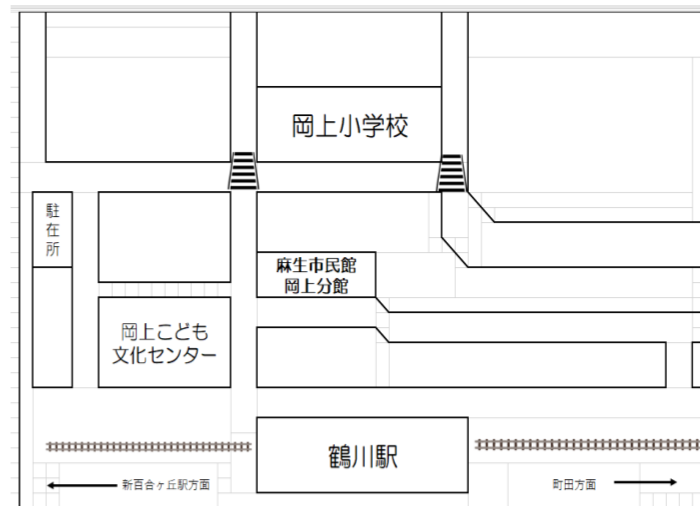 岡上小学校
駐在所
麻生市民館
岡上分館
岡上こども
文化センター
鶴川駅
新百合ヶ丘駅方面
町田方面